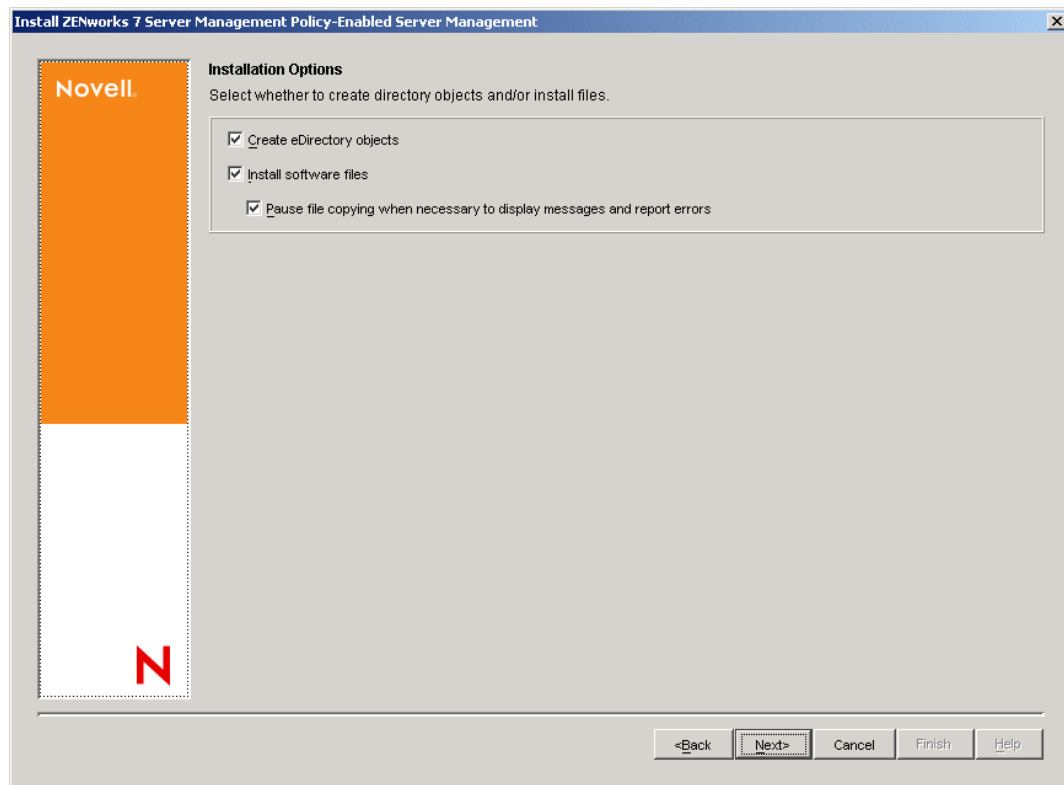 Install ZENworks 7 Server Management Policy-Enabled Server Management
Novell.
Installation Options
Select whether to create directory objects and/or install files.
Create eDirectory objects
Install software files
Pause file copying when necessary to display messages and report errors
N
<Back
Next>
Cancel
Finish
Help